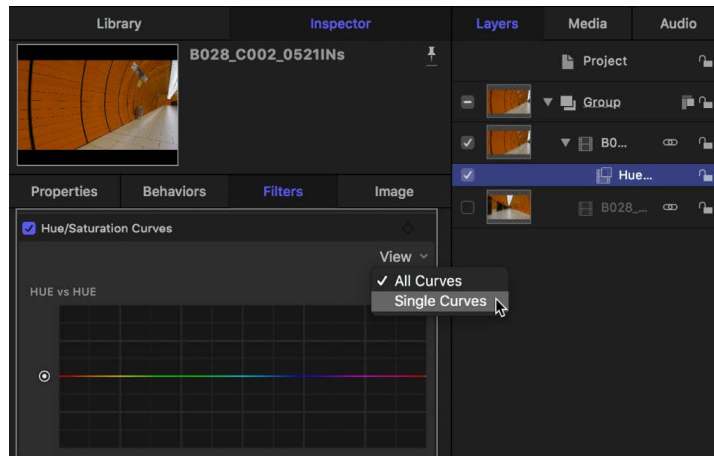 Library
Inspector
Layers
Media
Audio
B028_C002_0521INs
Project
Group
B0...
Hue...
B028_...
Properties
Behaviors
Filters
Image
Hue/Saturation Curves
View
All Curves
Single Curves
HUE vs HUE